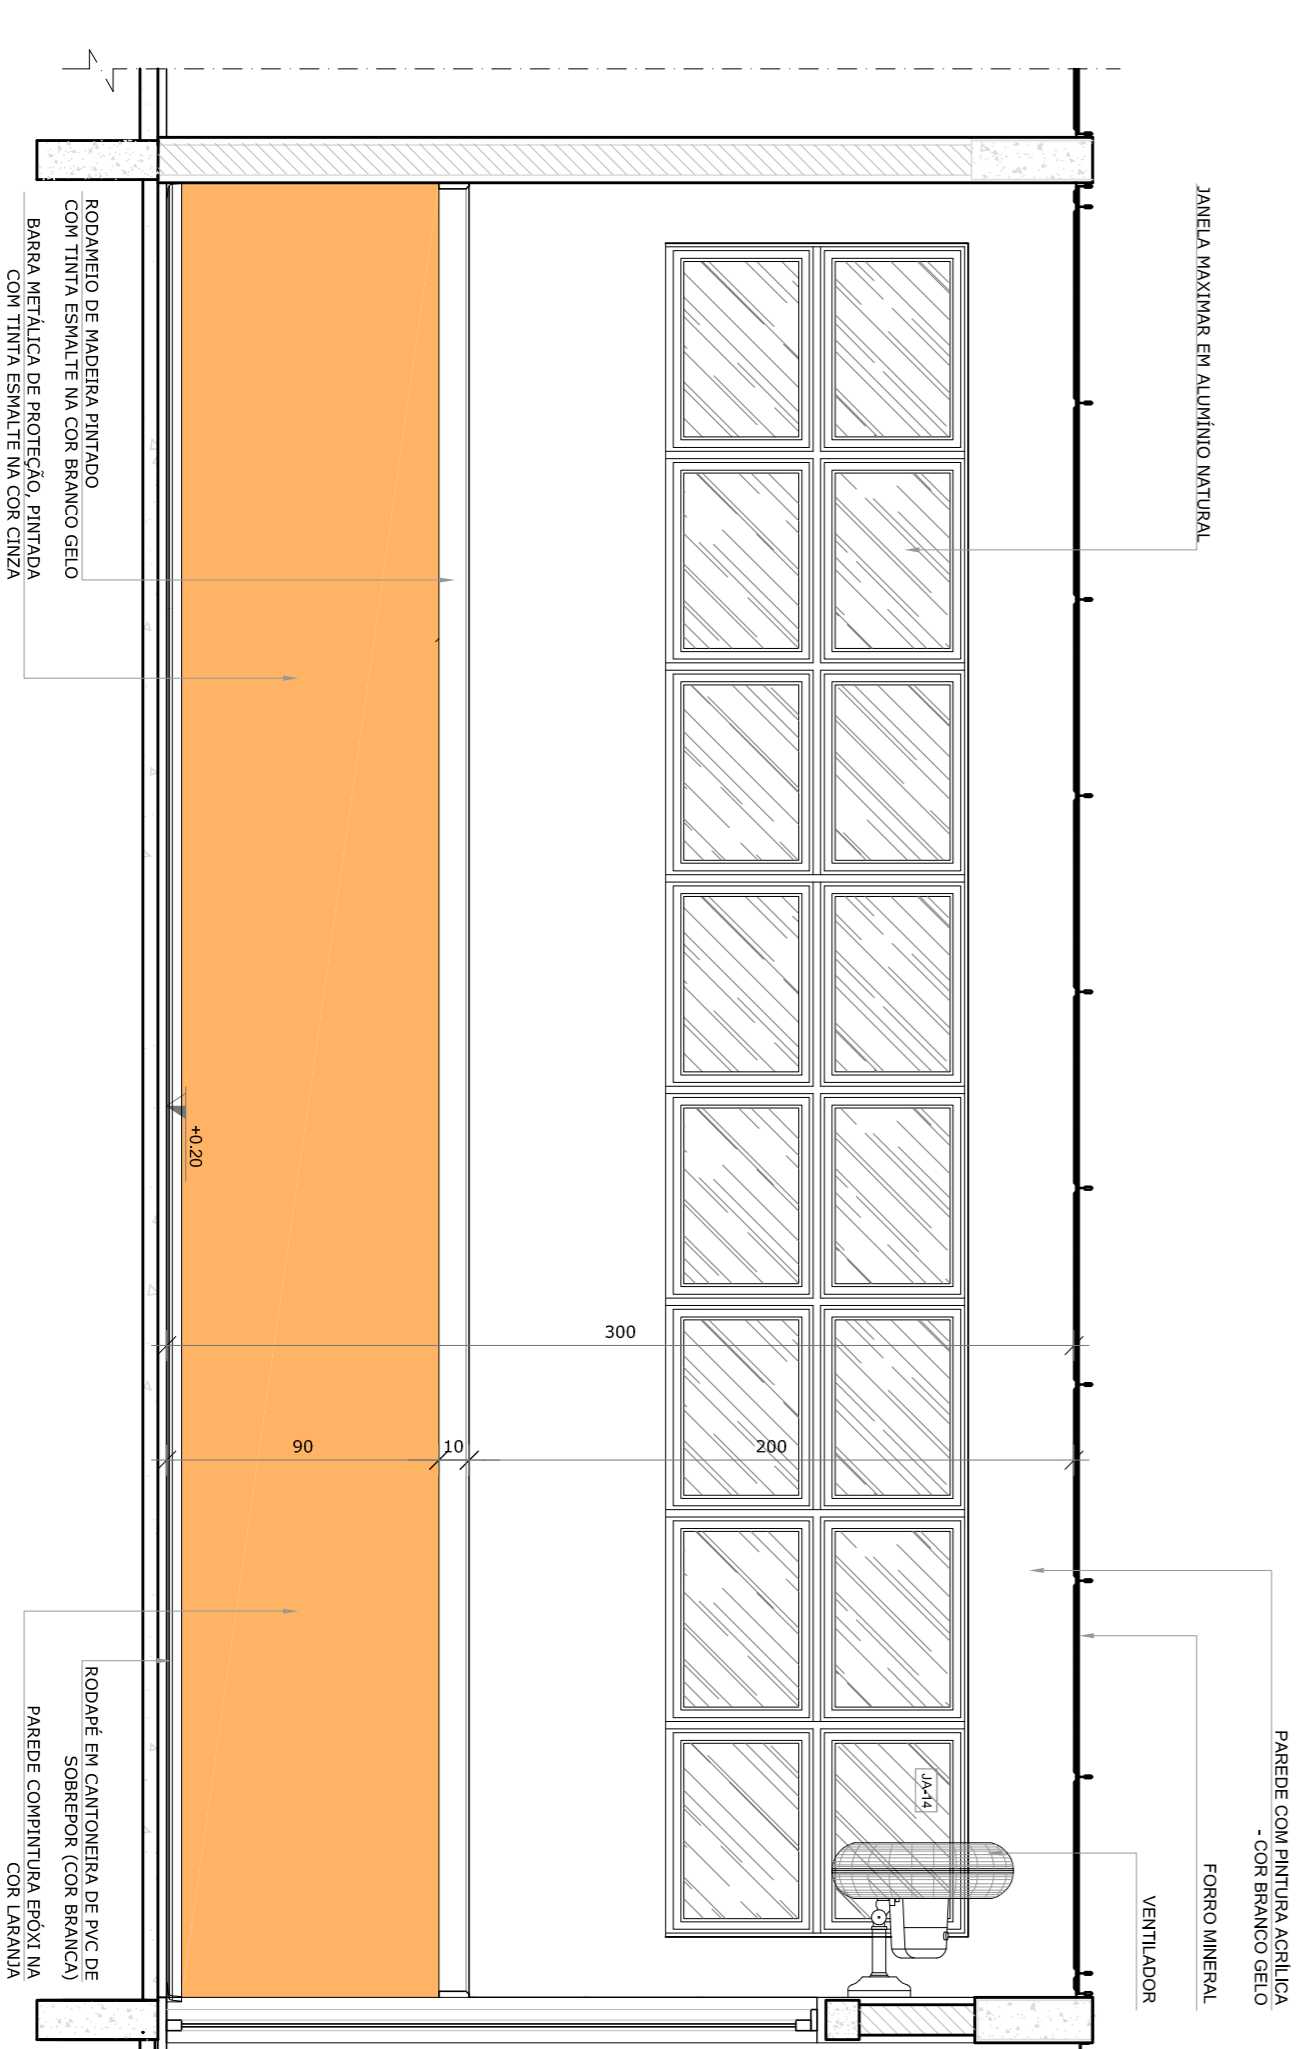 PAREDE COM PINTURA ACRÍLICA
- COR BRANCO GELO
FORRO MINERAL
VENTILADOR
JANELA MAXIMAR EM ALUMÍNIO NATURAL
JA-14
300
200
10
90
+0.20
RODAMEIO DE MADEIRA PINTADO
COM TINTA ESMALTE NA COR BRANCO GELO
BARRA METÁLICA DE PROTEÇÃO, PINTADA
COM TINTA ESMALTE NA COR CINZA
RODAPÉ EM CANTONEIRA DE PVC DE
SOBREPOR (COR BRANCA)
PAREDE COMPINTURA EPÓXI NA
COR LARANJA